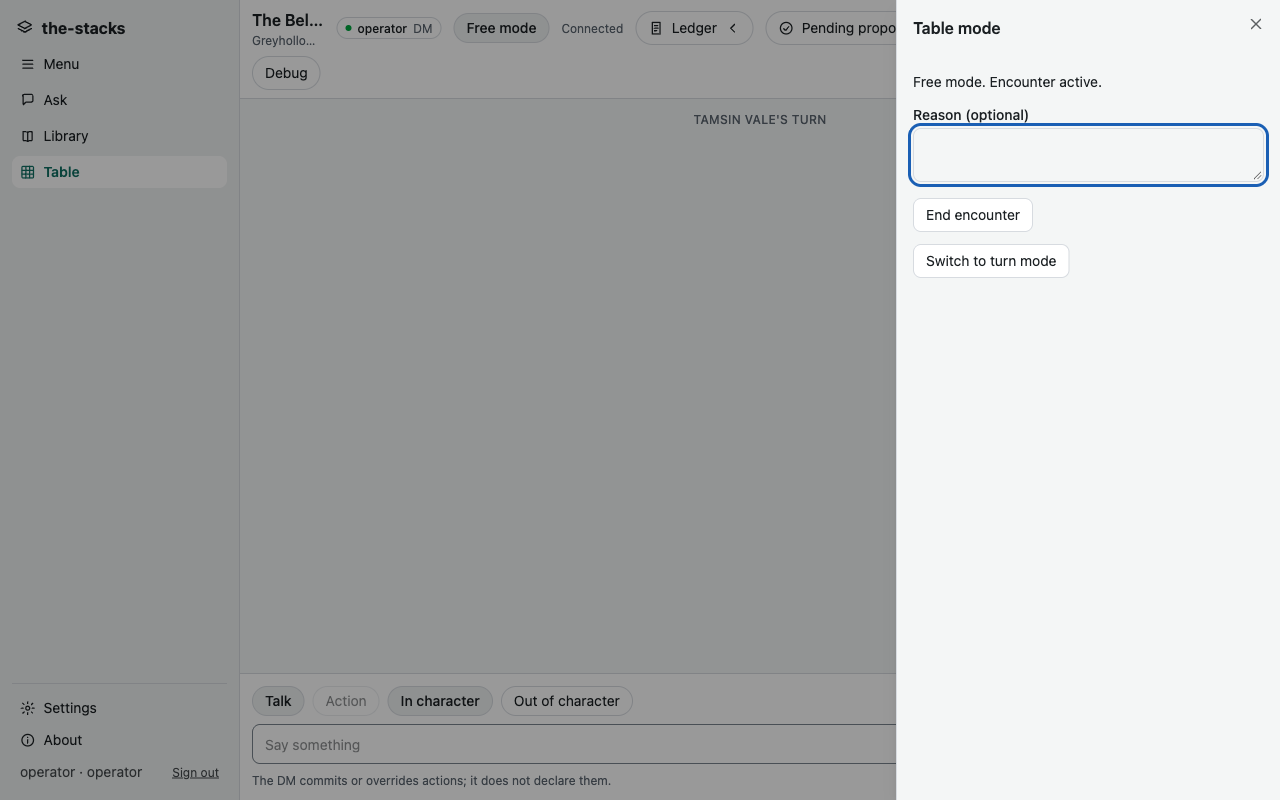 the-stacks
Menu
Ask
Library
Table
Settings
About
operator · operator
Sign out
The Bel...
Greyhollo...
operator DM
Free mode
Connected
Ledger
Pending propo
Debug
TAMSIN VALE'S TURN
Talk
Action
In character
Out of character
Say something
The DM commits or overrides actions; it does not declare them.
Table mode
Free mode. Encounter active.
Reason (optional)
End encounter
Switch to turn mode